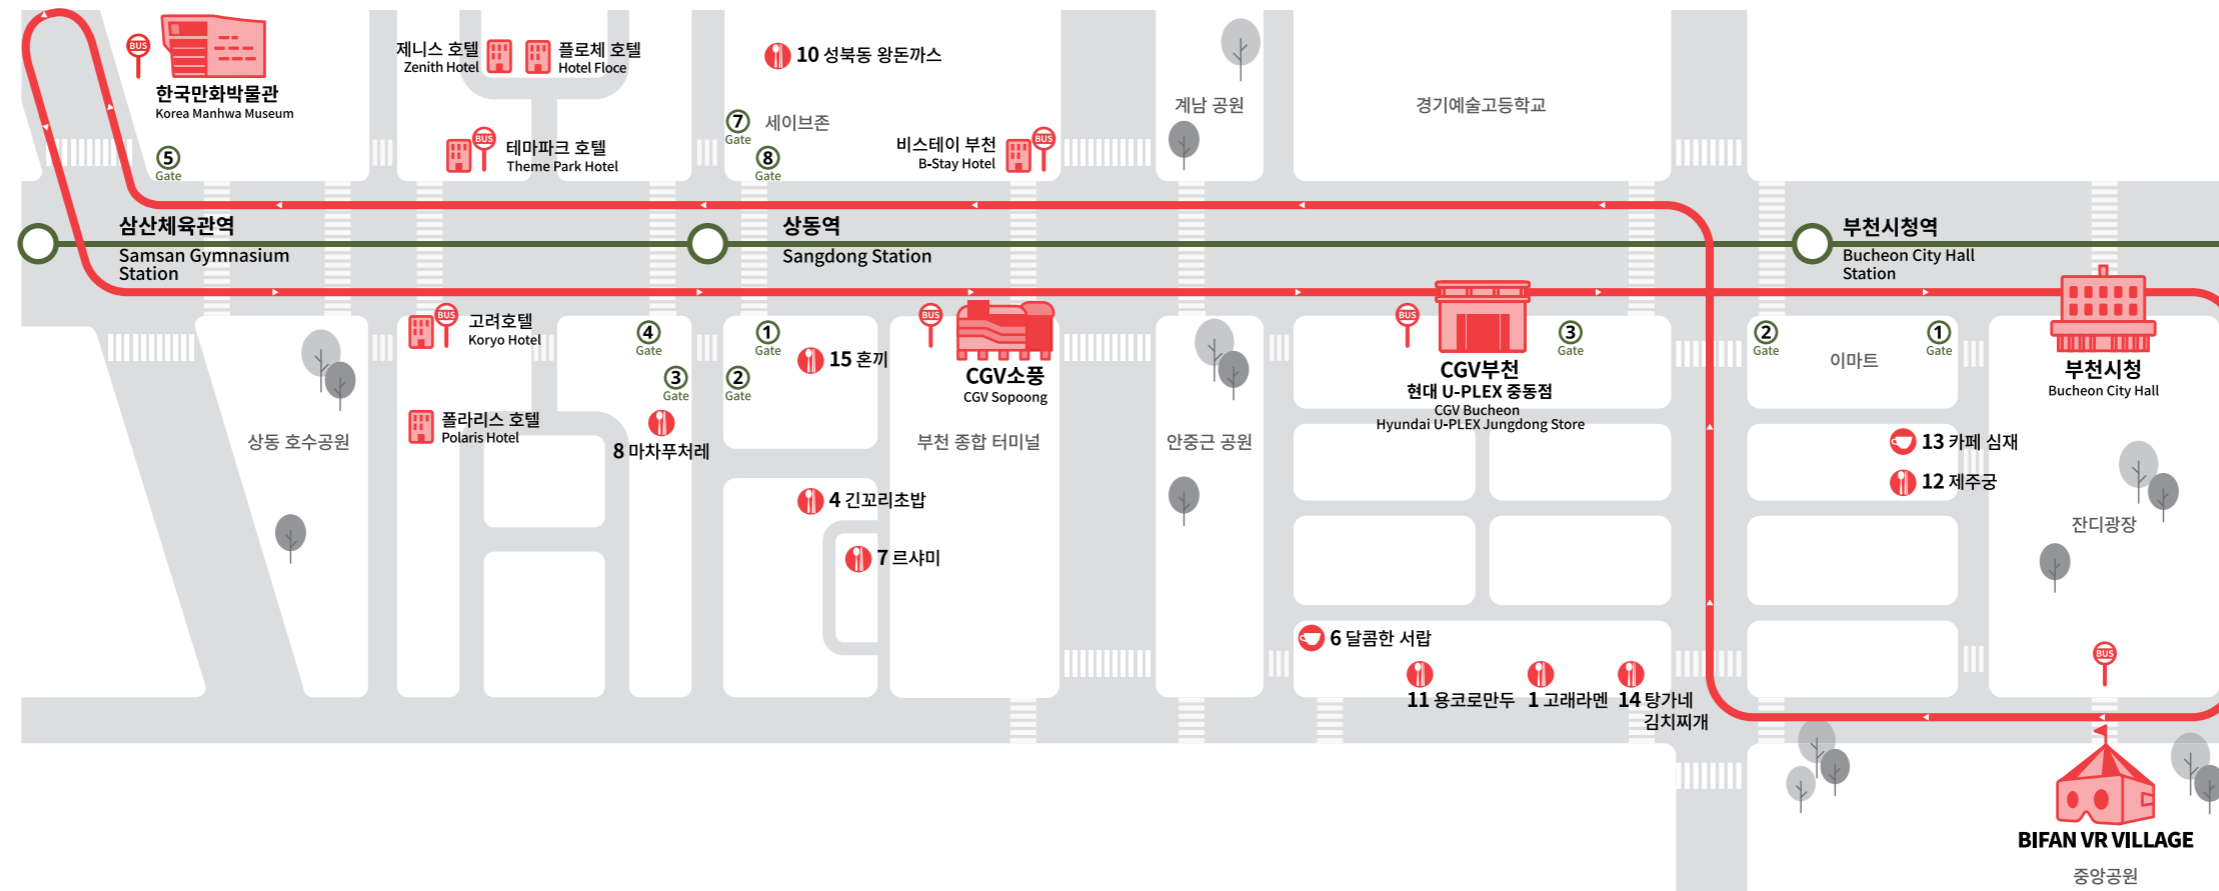 BUS
한국만화박물관
Korea Manhwa Museum
5
Gate
제니스 호텔
Zenith Hotel
플로체 호텔
Hotel Floce
BUS
테마파크 호텔
Theme Park Hotel
10 성북동 왕돈까스
7
Gate
세이브존
8
Gate
비스테이 부천
B-Stay Hotel
BUS
계남 공원
경기예술고등학교
삼산체육관역
Samsan Gymnasium
Station
상동역
Sangdong Station
부천시청역
Bucheon City Hall
Station
BUS
고려호텔
Koryo Hotel
폴라리스 호텔
Polaris Hotel
상동 호수공원
4
Gate
3
Gate
8 마차푸처레
1
Gate
2
Gate
15 혼끼
4 긴꼬리초밥
7 르샤미
BUS
CGV소풍
CGV Sopoong
부천 종합 터미널
안중근 공원
BUS
CGV부천
현대 U-PLEX 중동점
CGV Bucheon
Hyundai U-PLEX Jungdong Store
3
Gate
2
Gate
이마트
1
Gate
부천시청
Bucheon City Hall
13 카페 심재
12 제주궁
잔디광장
6 달콤한 서랍
11 용코로만두
1 고래라멘
14 탕가네
김치찌개
BUS
BIFAN VR VILLAGE
중앙공원